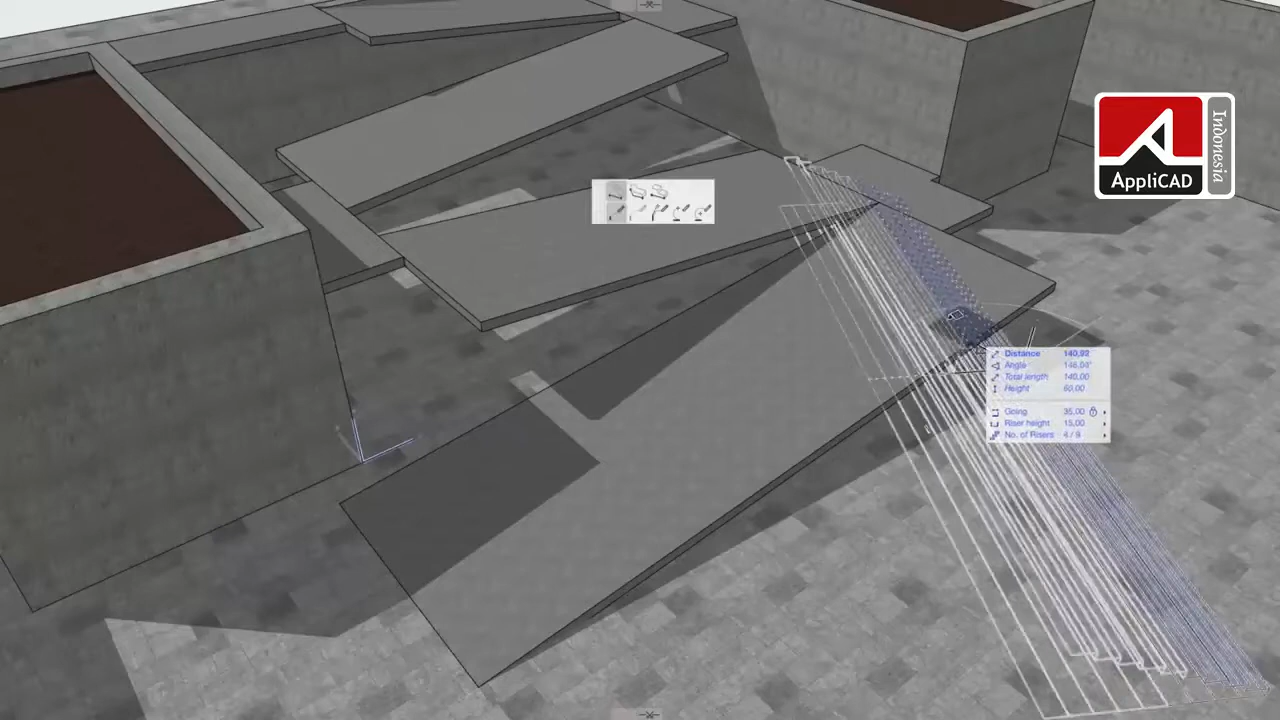 AppliCAD
Indonesia
Distance 140,92
Angle 146,04°
Total length 140,00
Height 60,00
Going 35,00
Riser height 15,00
No. of Risers 4 / 9